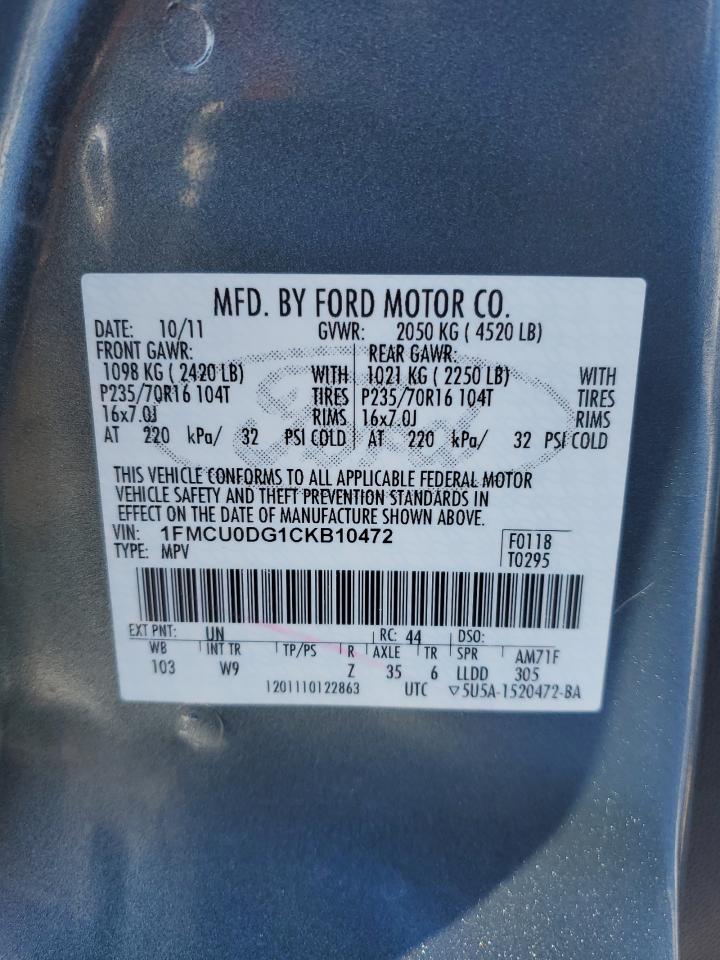 MFD. BY FORD MOTOR CO.
DATE: 10/11 GVWR: 2050 KG ( 4520 LB)
FRONT GAWR: REAR GAWR:
1098 KG ( 2420 LB) WITH 1021 KG ( 2250 LB) WITH
P235/70R16 104T TIRES P235/70R16 104T TIRES
16x7.0J RIMS 16x7.0J RIMS
AT 220 kPa/ 32 PSI COLD AT 220 kPa/ 32 PSI COLD
THIS VEHICLE CONFORMS TO ALL APPLICABLE FEDERAL MOTOR
VEHICLE SAFETY AND THEFT PREVENTION STANDARDS IN
EFFECT ON THE DATE OF MANUFACTURE SHOWN ABOVE.
VIN: 1FMCU0DG1CKB10472 F0118
TYPE: MPV T0295
EXT PNT: UN RC: 44 DSO:
WB INT TR TP/PS R AXLE TR SPR AM71F
103 W9 Z 35 6 LLDD 305
1201110122863 UTC ▽5U5A-1520472-BA